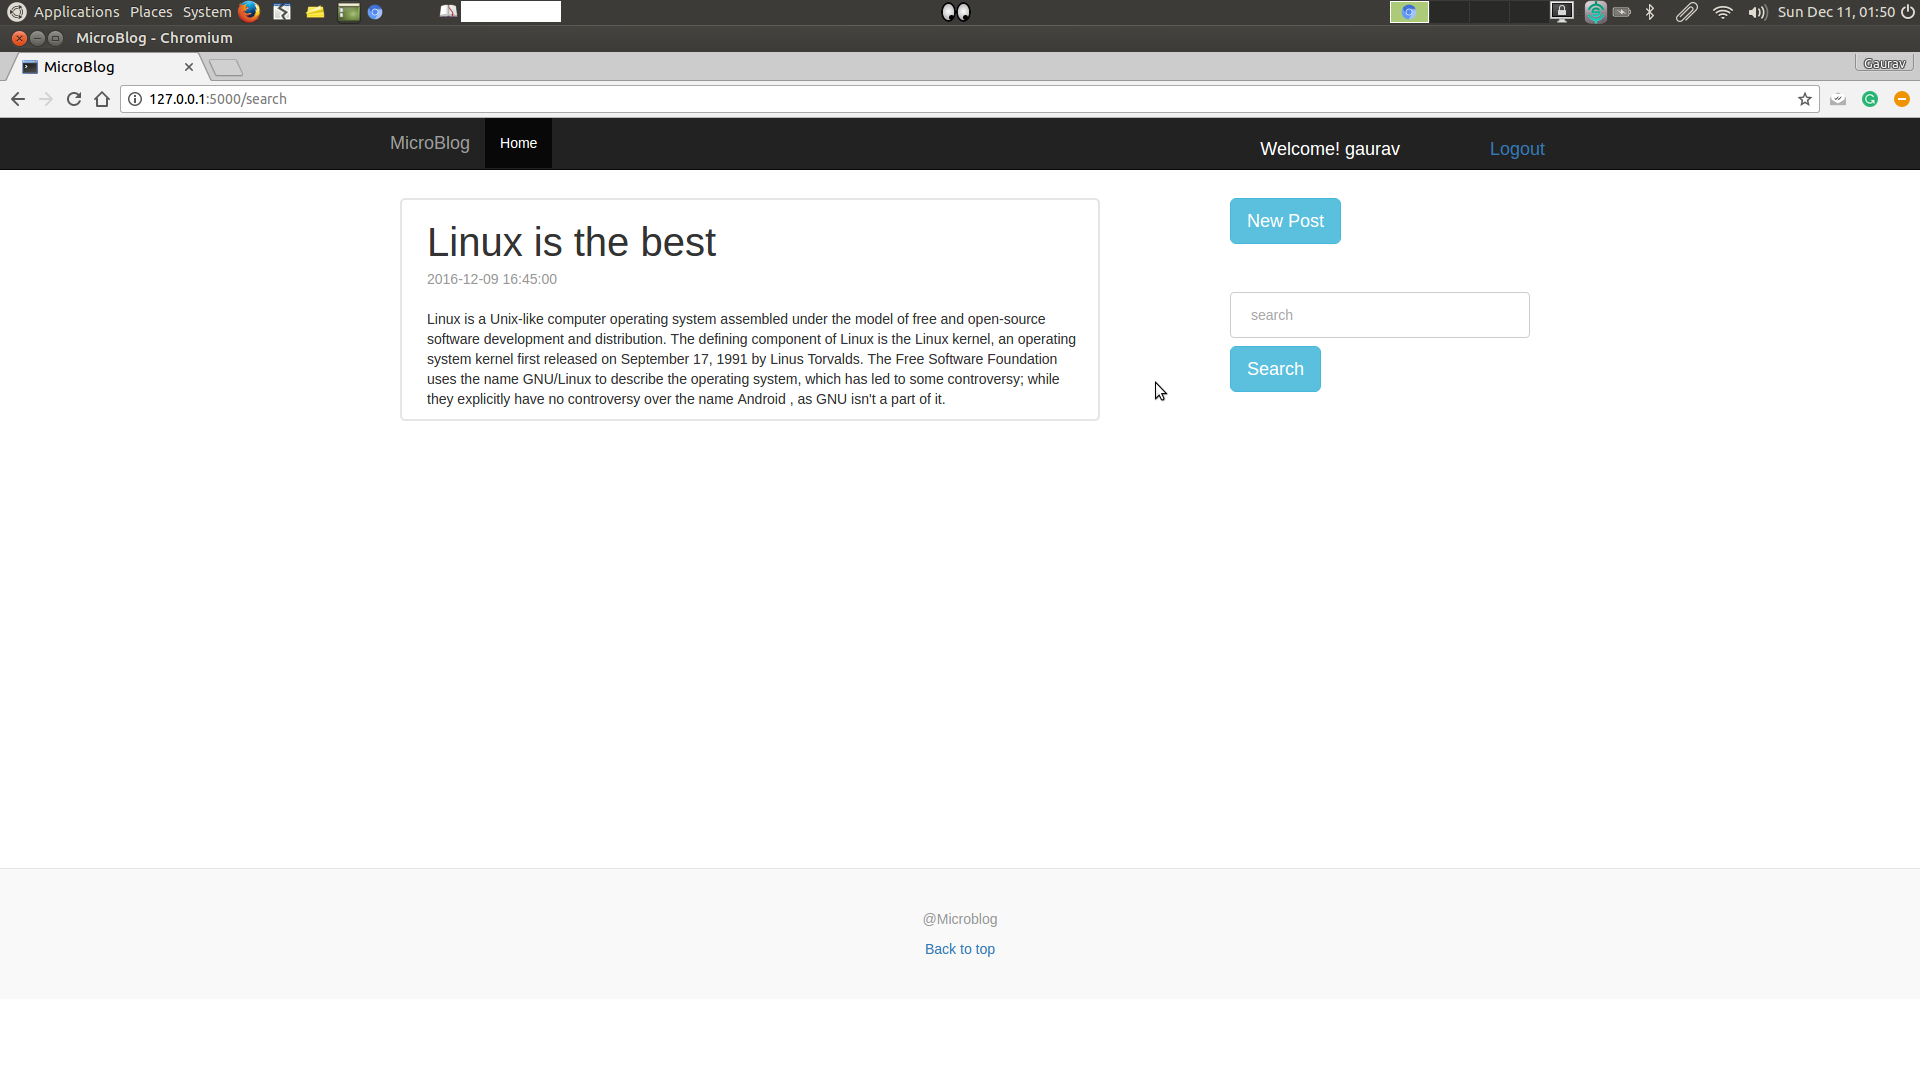 Applications Places System Sun Dec 11, 01:50
MicroBlog - Chromium
MicroBlog Gaurav
127.0.0.1:5000/search
MicroBlog Home Welcome! gaurav Logout
Linux is the best
2016-12-09 16:45:00
Linux is a Unix-like computer operating system assembled under the model of free and open-source
software development and distribution. The defining component of Linux is the Linux kernel, an operating
system kernel first released on September 17, 1991 by Linus Torvalds. The Free Software Foundation
uses the name GNU/Linux to describe the operating system, which has led to some controversy; while
they explicitly have no controversy over the name Android , as GNU isn't a part of it.
New Post
search
Search
@Microblog
Back to top